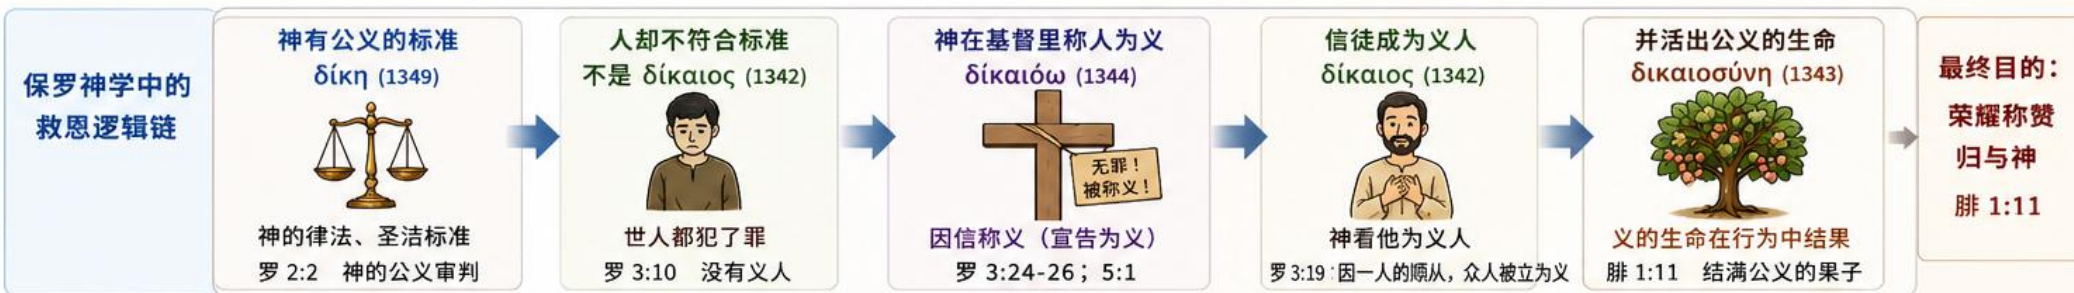 保罗神学中的
救恩逻辑链
神有公义的标准
δίκη (1349)
神的律法、圣洁标准
罗 2:2 神的公义审判
人却不符合标准
不是 δίκαιος (1342)
世人都犯了罪
罗 3:10 没有义人
神在基督里称人为义
δίκαιόω (1344)
无罪！
被称义！
因信称义（宣告为义）
罗 3:24-26；5:1
信徒成为义人
δίκαιος (1342)
神看他为义人
罗 3:19：因一人的顺从，众人被立为义
并活出公义的生命
δικαιοσύνη (1343)
义的生命在行为中结果
腓 1:11 结满公义的果子
最终目的：
荣耀称赞
归与神
腓 1:11